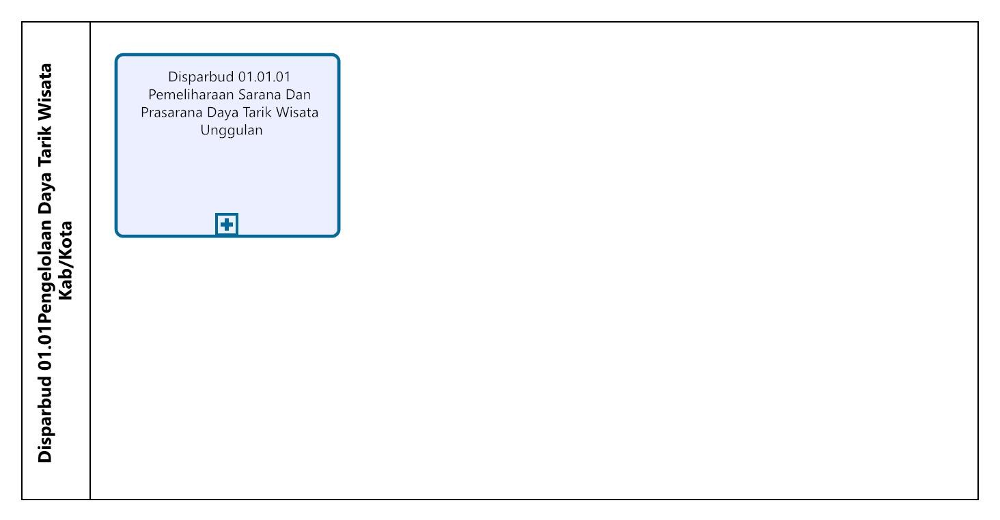 Disparbud 01.01Pengelolaan Daya Tarik Wisata
Kab/Kota
Disparbud 01.01.01
Pemeliharaan Sarana Dan
Prasarana Daya Tarik Wisata
Unggulan